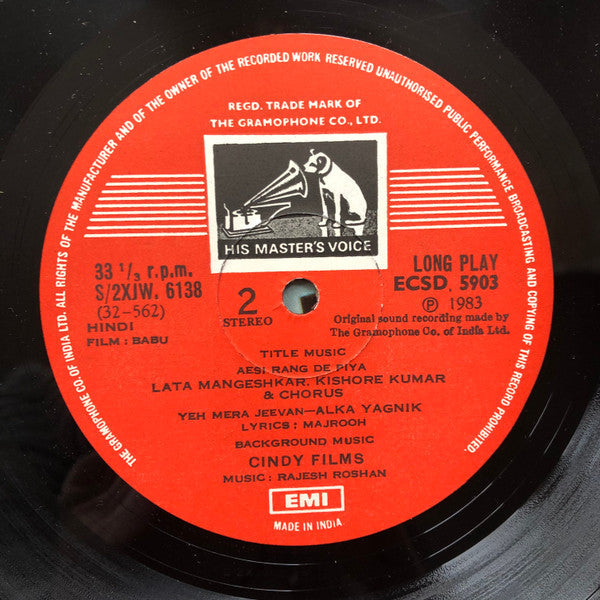 THE GRAMOPHONE CO. OF INDIA LTD. ALL RIGHTS OF THE MANUFACTURER AND OF THE OWNER OF THE RECORDED WORK RESERVED UNAUTHORISED PUBLIC PERFORMANCE BROADCASTING AND COPYING OF THIS RECORD PROHIBITED.
REGD. TRADE MARK OF
THE GRAMOPHONE CO., LTD.
HIS MASTER'S VOICE
33 1/3 r.p.m.
S/2XJW. 6138
(32-562)
HINDI
FILM : BABU
2
STEREO
LONG PLAY
ECSD. 5903
Ⓟ 1983
Original sound recording made by
The Gramophone Co. of India Ltd.
TITLE MUSIC
AESI RANG DE PIYA
LATA MANGESHKAR, KISHORE KUMAR
& CHORUS
YEH MERA JEEVAN—ALKA YAGNIK
LYRICS : MAJROOH
BACKGROUND MUSIC
CINDY FILMS
MUSIC : RAJESH ROSHAN
EMI
MADE IN INDIA